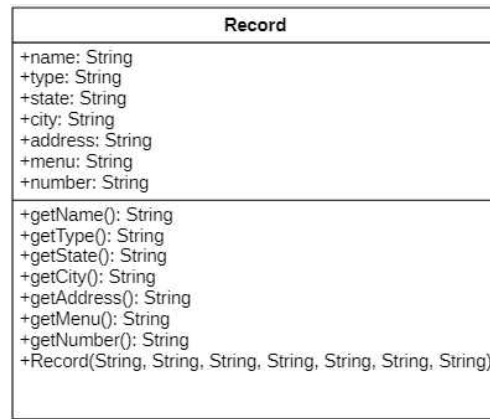 Record
+name: String
+type: String
+state: String
+city: String
+address: String
+menu: String
+number: String
+getName(): String
+getType(): String
+getState(): String
+getCity(): String
+getAddress(): String
+getMenu(): String
+getNumber(): String
+Record(String, String, String, String, String, String, String)